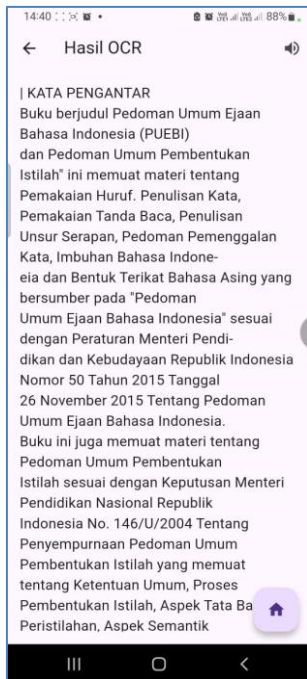 14:40
88%
Hasil OCR
| KATA PENGANTAR
Buku berjudul Pedoman Umum Ejaan
Bahasa Indonesia (PUEBI)
dan Pedoman Umum Pembentukan
Istilah" ini memuat materi tentang
Pemakaian Huruf. Penulisan Kata,
Pemakaian Tanda Baca, Penulisan
Unsur Serapan, Pedoman Pemenggalan
Kata, Imbuhan Bahasa Indone-
eia dan Bentuk Terikat Bahasa Asing yang
bersumber pada "Pedoman
Umum Ejaan Bahasa Indonesia" sesuai
dengan Peraturan Menteri Pendi-
dikan dan Kebudayaan Republik Indonesia
Nomor 50 Tahun 2015 Tanggal
26 November 2015 Tentang Pedoman
Umum Ejaan Bahasa Indonesia.
Buku ini juga memuat materi tentang
Pedoman Umum Pembentukan
Istilah sesuai dengan Keputusan Menteri
Pendidikan Nasional Republik
Indonesia No. 146/U/2004 Tentang
Penyempurnaan Pedoman Umum
Pembentukan Istilah yang memuat
tentang Ketentuan Umum, Proses
Pembentukan Istilah, Aspek Tata Ba
Peristilahan, Aspek Semantik